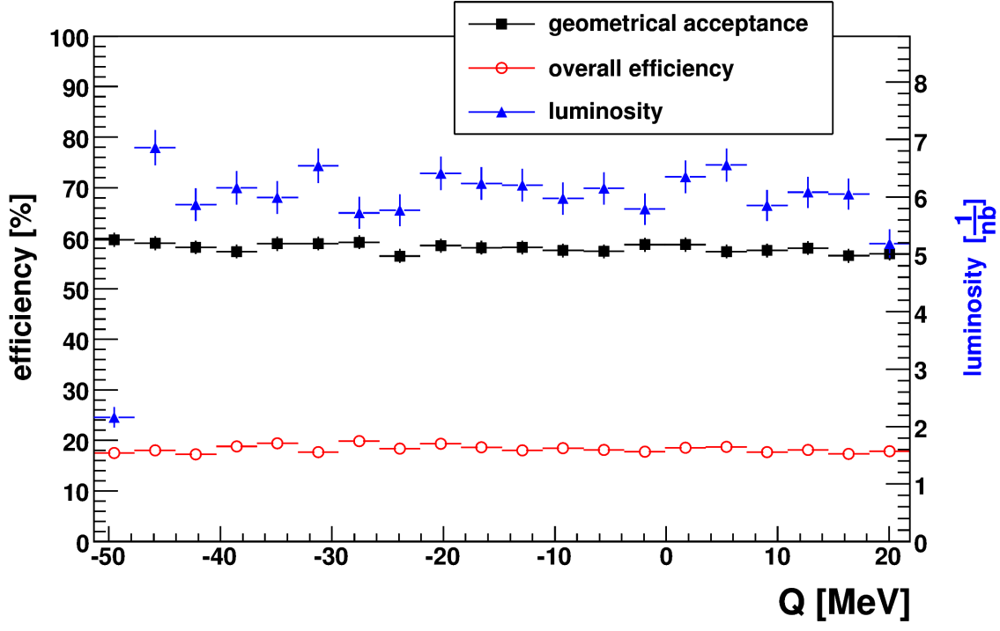 geometrical acceptance
overall efficiency
luminosity
100
90
80
70
60
50
40
30
20
10
0
efficiency [%]
8
7
6
5
4
3
2
1
0
luminosity [1/nb]
-50 -40 -30 -20 -10 0 10 20
Q [MeV]